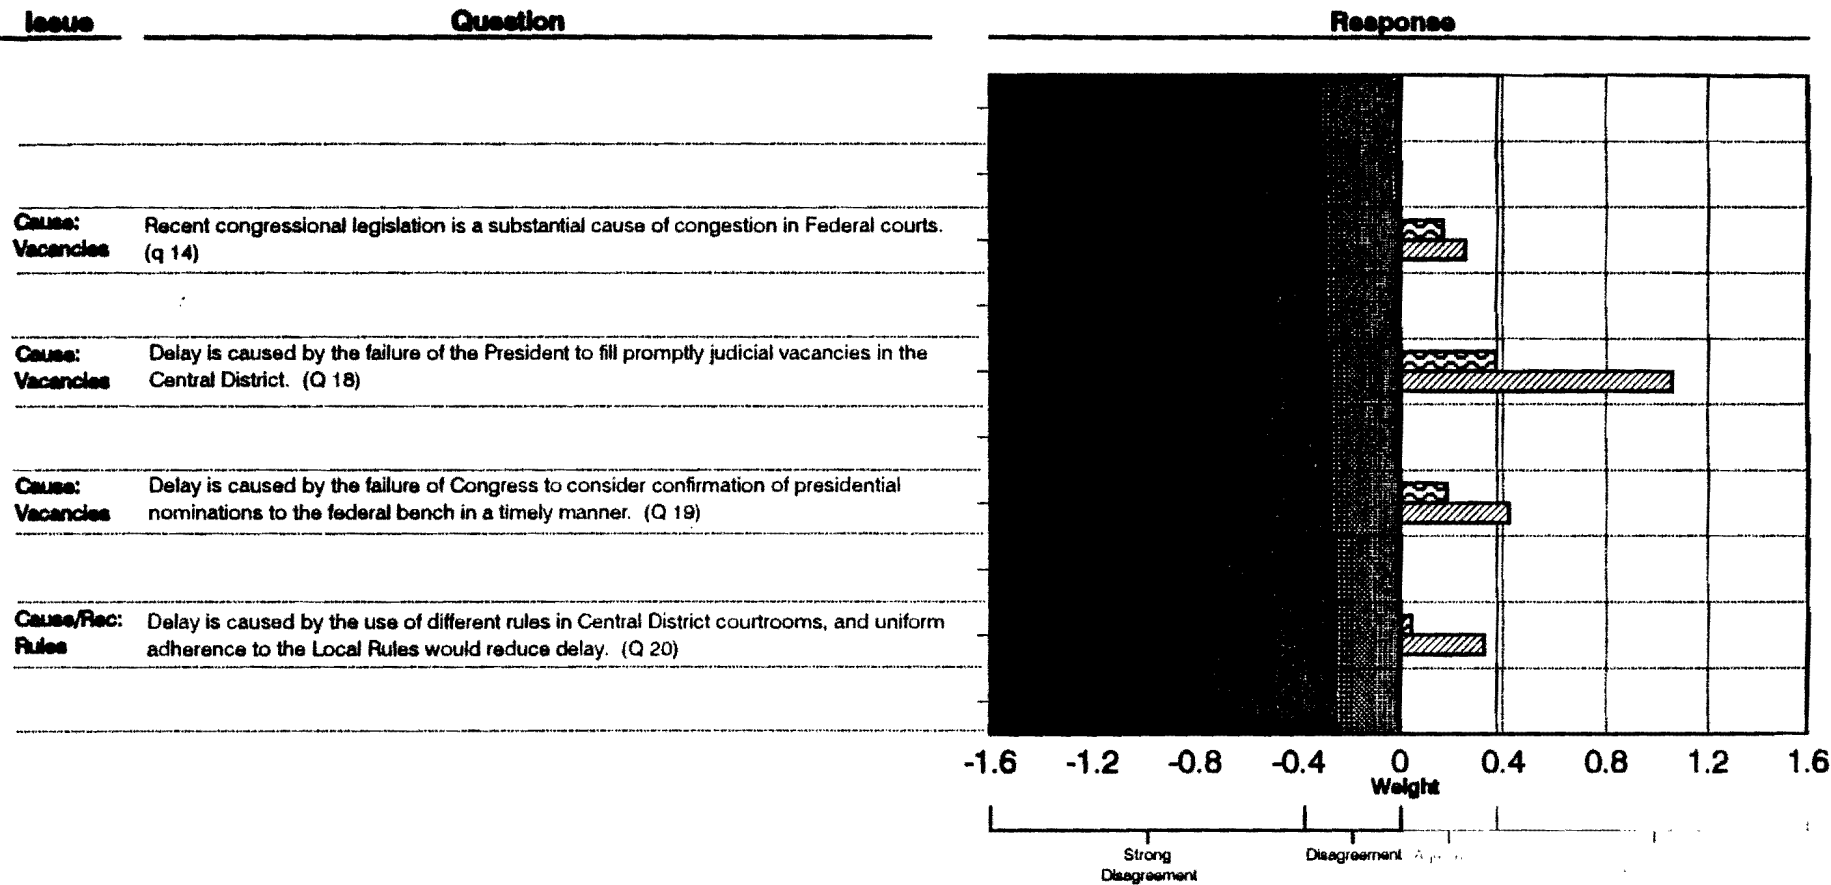 Issue Question Response
Cause: Recent congressional legislation is a substantial cause of congestion in Federal courts.
Vacancies (q 14)
Cause: Delay is caused by the failure of the President to fill promptly judicial vacancies in the
Vacancies Central District. (Q 18)
Cause: Delay is caused by the failure of Congress to consider confirmation of presidential
Vacancies nominations to the federal bench in a timely manner. (Q 19)
Cause/Rec: Delay is caused by the use of different rules in Central District courtrooms, and uniform
Rules adherence to the Local Rules would reduce delay. (Q 20)
-1.6 -1.2 -0.8 -0.4 0 0.4 0.8 1.2 1.6
Weight
Strong Disagreement
Disagreement